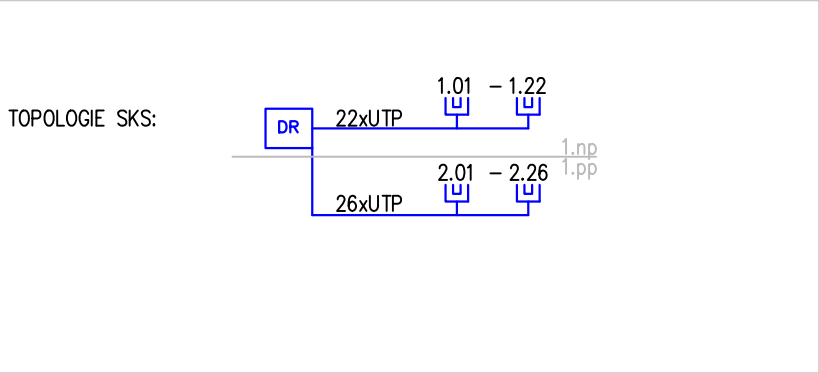 1.01 - 1.22
TOPOLOGIE SKS:
DR
22xUTP
1.np
1.pp
2.01 - 2.26
26xUTP